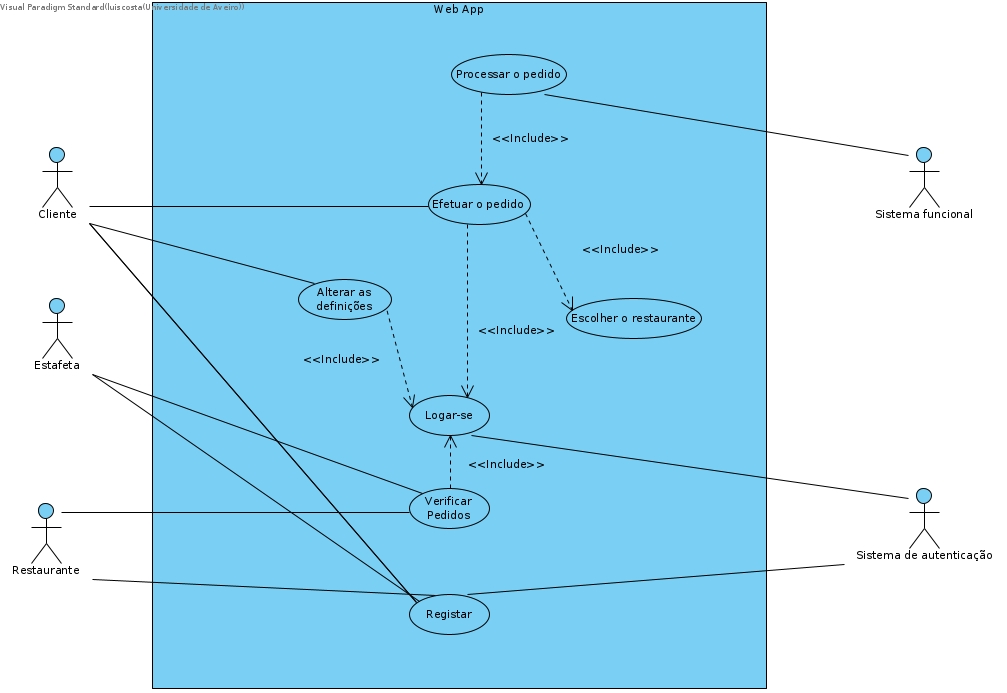 Visual Paradigm Standard(luiscosta(Universidade de Aveiro))
Web App
Processar o pedido
<<Include>>
Cliente
Efetuar o pedido
Sistema funcional
<<Include>>
Alterar as
definições
Escolher o restaurante
<<Include>>
<<Include>>
Estafeta
Logar-se
<<Include>>
Verificar
Pedidos
Sistema de autenticação
Restaurante
Registar